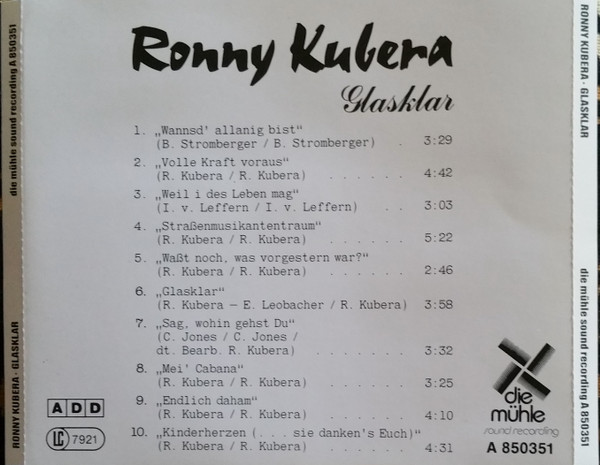 Ronny Kubera
Glasklar
1. „Wannsd' allanig bist“
(B. Stromberger / B. Stromberger) . 3:29
2. „Volle Kraft voraus“
(R. Kubera / R. Kubera) . . . . . . 4:42
3. „Weil i des Leben mag“
(I. v. Leffern / I. v. Leffern) . . 3:03
4. „Straßenmusikantentraum“
(R. Kubera / R. Kubera) . . . . . . 5:22
5. „Waßt noch, was vorgestern war?“
(R. Kubera / R. Kubera) . . . . . . 2:46
6. „Glasklar“
(R. Kubera – E. Leobacher / R. Kubera) 3:58
7. „Sag, wohin gehst Du“
(C. Jones / C. Jones /
dt. Bearb. R. Kubera) . . . . . . . 3:32
8. „Mei' Cabana“
(R. Kubera / R. Kubera) . . . . . . 3:25
9. „Endlich daham“
(R. Kubera / R. Kubera) . . . . . . 4:10
10. „Kinderherzen (. . . sie danken's Euch)“
(R. Kubera / R. Kubera) . . . . . . 4:31
ADD
LC 7921
die
mühle
sound recording
A 850351
RONNY KUBERA · GLASKLAR
die mühle sound recording A 850351
RONNY KUBERA · GLASKLAR
die mühle sound recording A 850351